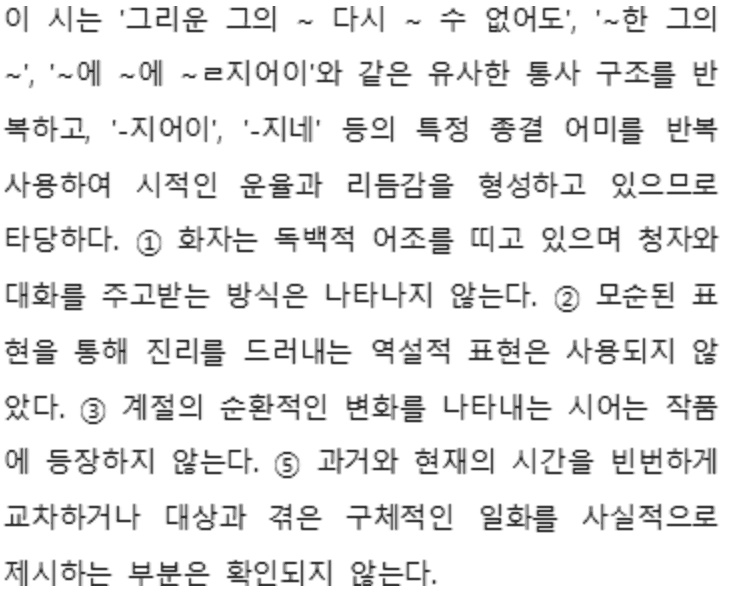 이 시는 '그리운 그의 ~ 다시 ~ 수 없어도', '~한 그의
~', '~에 ~에 ~ㄹ지어이'와 같은 유사한 통사 구조를 반
복하고, '-지어이', '-지네' 등의 특정 종결 어미를 반복
사용하여 시적인 운율과 리듬감을 형성하고 있으므로
타당하다. ① 화자는 독백적 어조를 띠고 있으며 청자와
대화를 주고받는 방식은 나타나지 않는다. ② 모순된 표
현을 통해 진리를 드러내는 역설적 표현은 사용되지 않
았다. ③ 계절의 순환적인 변화를 나타내는 시어는 작품
에 등장하지 않는다. ⑤ 과거와 현재의 시간을 빈번하게
교차하거나 대상과 겪은 구체적인 일화를 사실적으로
제시하는 부분은 확인되지 않는다.